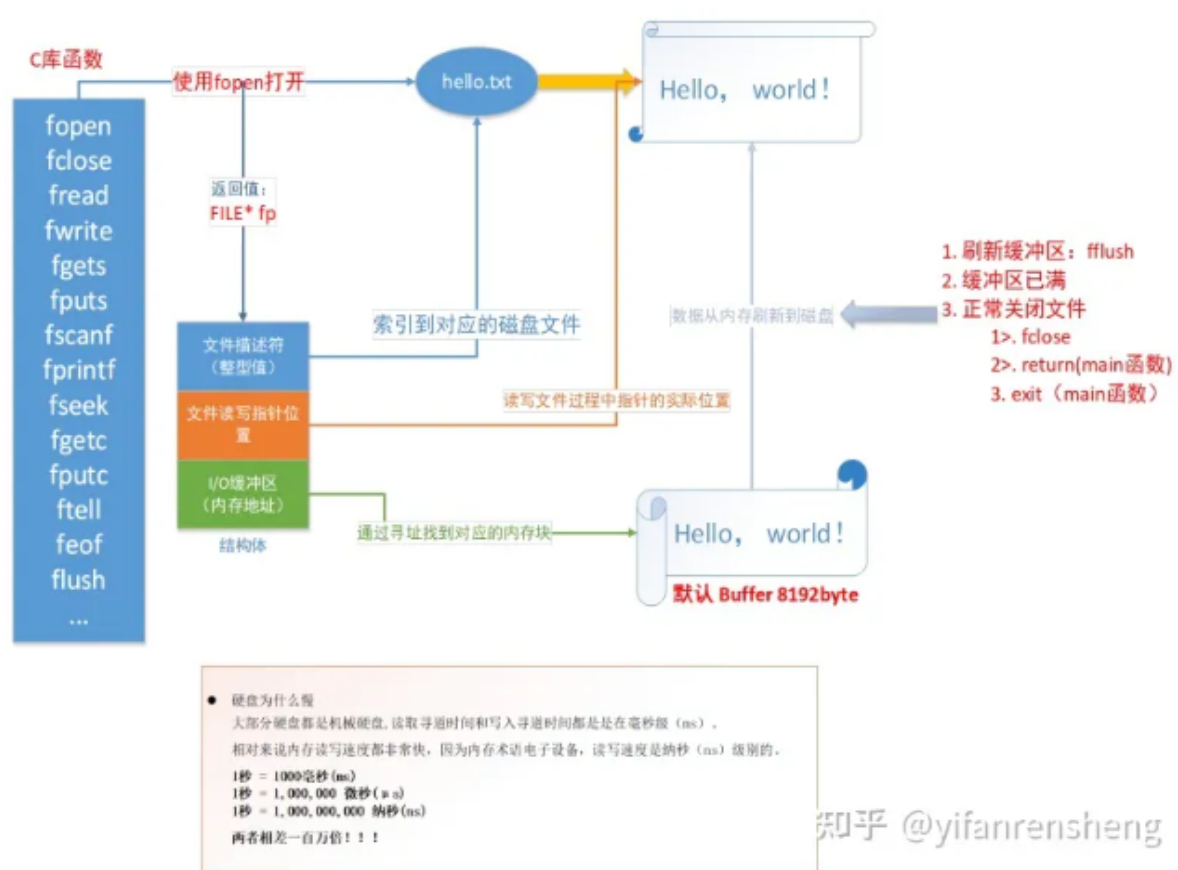 C库函数
fopen
fclose
fread
fwrite
fgets
fputs
fscanf
fprintf
fseek
fgetc
fputc
ftell
feof
flush
...
使用fopen打开
hello.txt
Hello， world！
返回值：
FILE* fp
文件描述符
（整型值）
文件读写指针位
置
I/O缓冲区
（内存地址）
结构体
索引到对应的磁盘文件
读写文件过程中指针的实际位置
通过寻址找到对应的内存块
数据从内存刷新到磁盘
1. 刷新缓冲区：fflush
2. 缓冲区已满
3. 正常关闭文件
1>. fclose
2>. return(main函数)
3. exit（main函数）
Hello， world！
默认 Buffer 8192byte
● 硬盘为什么慢
大部分硬盘都是机械硬盘,读取寻道时间和写入寻道时间都是是在毫秒级（ms）。
相对来说内存读写速度都非常快，因为内存术语电子设备，读写速度是纳秒（ns）级别的。
1秒 = 1000毫秒(ms)
1秒 = 1,000,000 微秒(μs)
1秒 = 1,000,000,000 纳秒(ns)
两者相差一百万倍！！！
知乎 @yifanrensheng